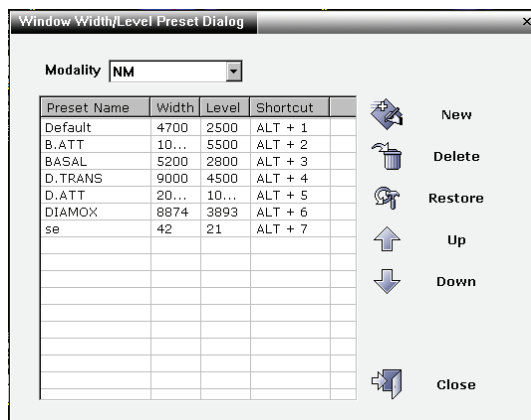 Window Width/Level Preset Dialog x
Modality NM
Preset Name Width Level Shortcut
Default 4700 2500 ALT + 1
B.ATT 10... 5500 ALT + 2
BASAL 5200 2800 ALT + 3
D.TRANS 9000 4500 ALT + 4
D.ATT 20... 10... ALT + 5
DIAMOX 8874 3893 ALT + 6
se 42 21 ALT + 7
New
Delete
Restore
Up
Down
Close